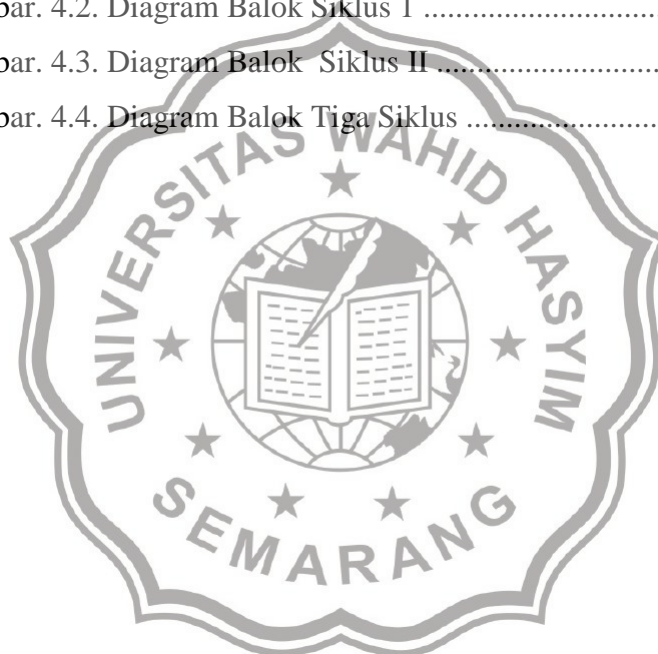 bar. 4.2. Diagram Balok Siklus 1 ..............................
bar. 4.3. Diagram Balok Siklus II ............................
bar. 4.4. Diagram Balok Tiga Siklus ........................
UNIVERSITAS WAHID HASYIM
SEMARANG